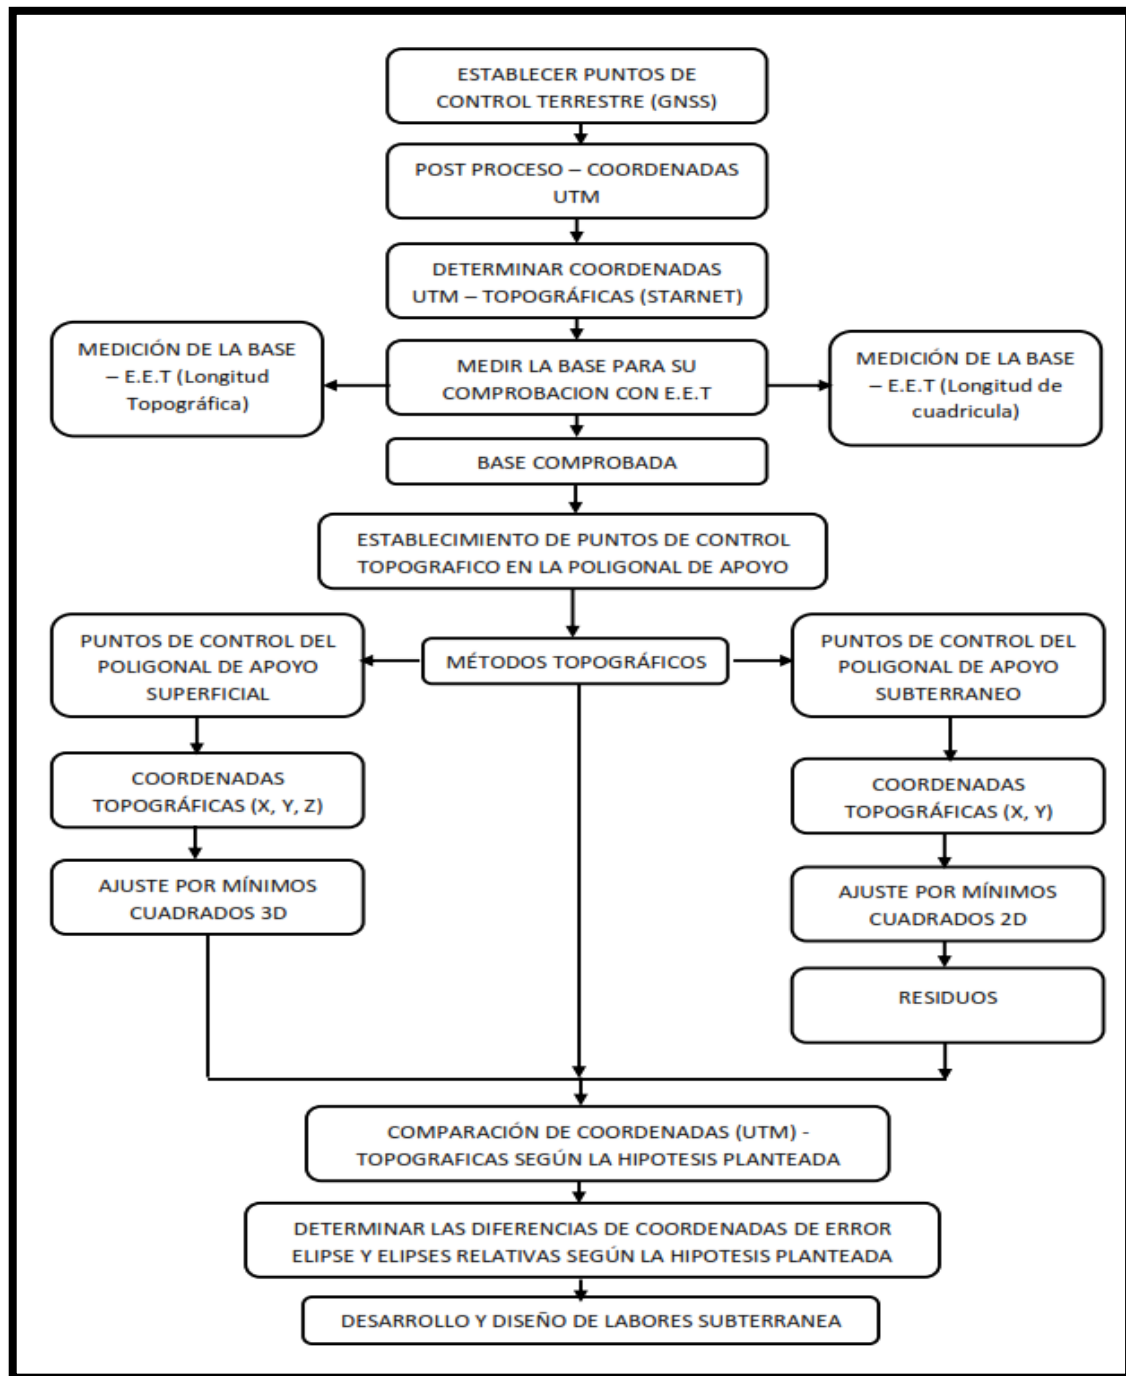 ESTABLECER PUNTOS DE
CONTROL TERRESTRE (GNSS)
POST PROCESO – COORDENADAS
UTM
DETERMINAR COORDENADAS
UTM – TOPOGRÁFICAS (STARNET)
MEDICIÓN DE LA BASE
– E.E.T (Longitud
Topográfica)
MEDIR LA BASE PARA SU
COMPROBACION CON E.E.T
MEDICIÓN DE LA BASE
– E.E.T (Longitud de
cuadricula)
BASE COMPROBADA
ESTABLECIMIENTO DE PUNTOS DE CONTROL
TOPOGRAFICO EN LA POLIGONAL DE APOYO
PUNTOS DE CONTROL DEL
POLIGONAL DE APOYO
SUPERFICIAL
MÉTODOS TOPOGRÁFICOS
PUNTOS DE CONTROL DEL
POLIGONAL DE APOYO
SUBTERRANEO
COORDENADAS
TOPOGRÁFICAS (X, Y, Z)
COORDENADAS
TOPOGRÁFICAS (X, Y)
AJUSTE POR MÍNIMOS
CUADRADOS 3D
AJUSTE POR MÍNIMOS
CUADRADOS 2D
RESIDUOS
COMPARACIÓN DE COORDENADAS (UTM) -
TOPOGRAFICAS SEGÚN LA HIPOTESIS PLANTEADA
DETERMINAR LAS DIFERENCIAS DE COORDENADAS DE ERROR
ELIPSE Y ELIPSES RELATIVAS SEGÚN LA HIPOTESIS PLANTEADA
DESARROLLO Y DISEÑO DE LABORES SUBTERRANEA